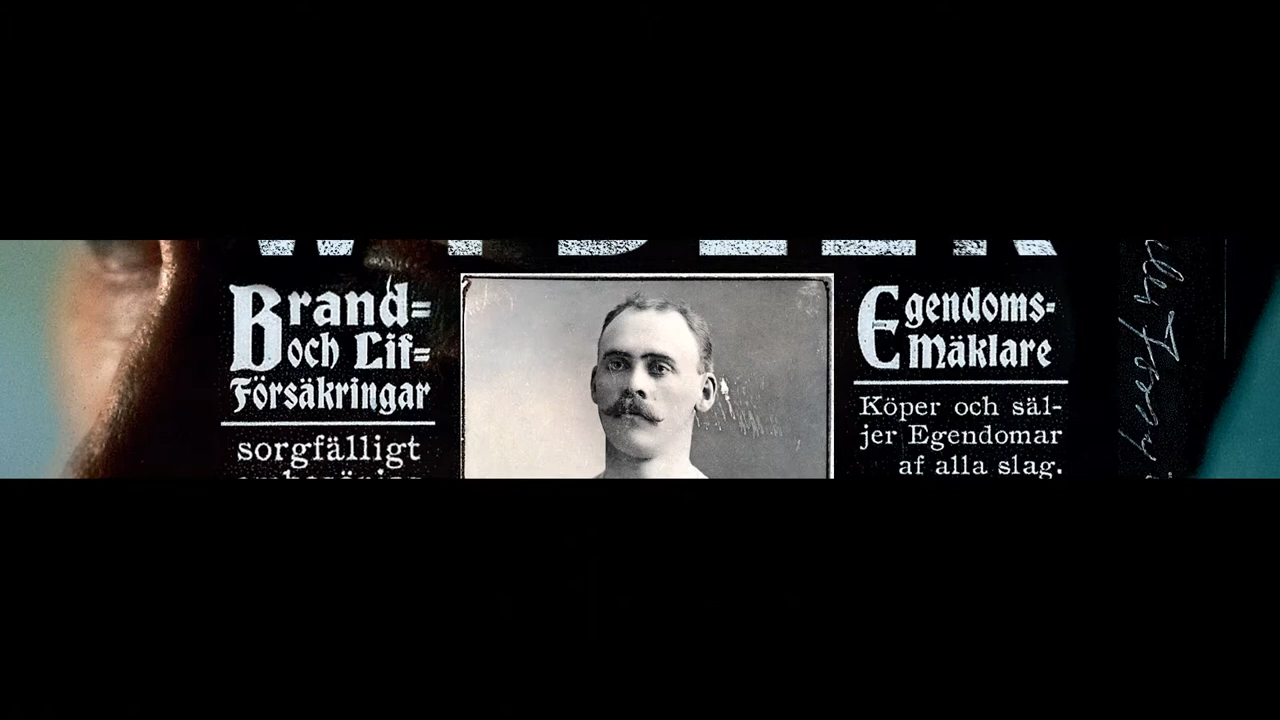 Brand=
och Lif=
Försäkringar
sorgfälligt
Egendoms=
Mäklare
Köper och säl-
jer Egendomar
af alla slag.